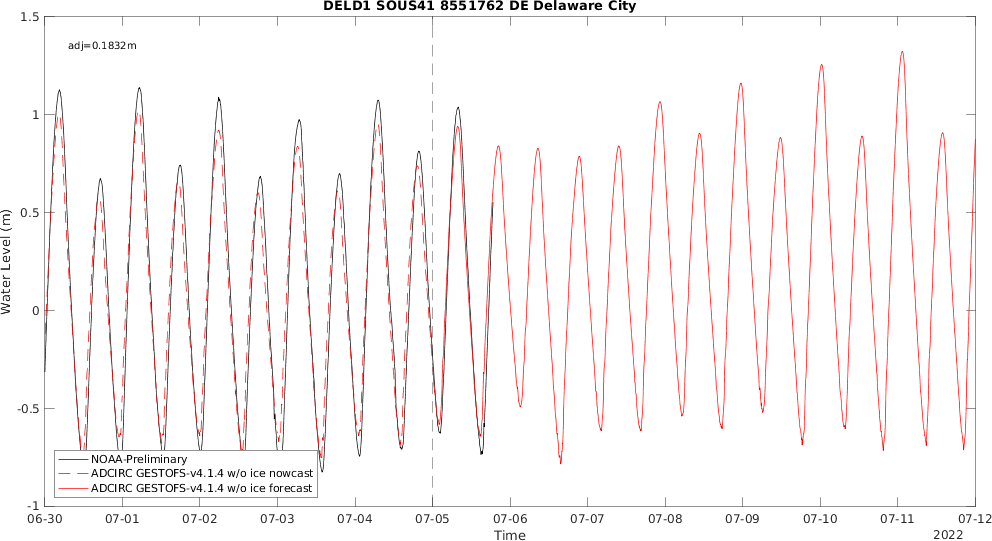 DELD1 SOUS41 8551762 DE Delaware City
adj=0.1832m
Water Level (m)
1.5
1
0.5
0
-0.5
-1
NOAA-Preliminary
ADCIRC GESTOFS-v4.1.4 w/o ice nowcast
ADCIRC GESTOFS-v4.1.4 w/o ice forecast
06-30 07-01 07-02 07-03 07-04 07-05 07-06 07-07 07-08 07-09 07-10 07-11 07-12
Time
2022